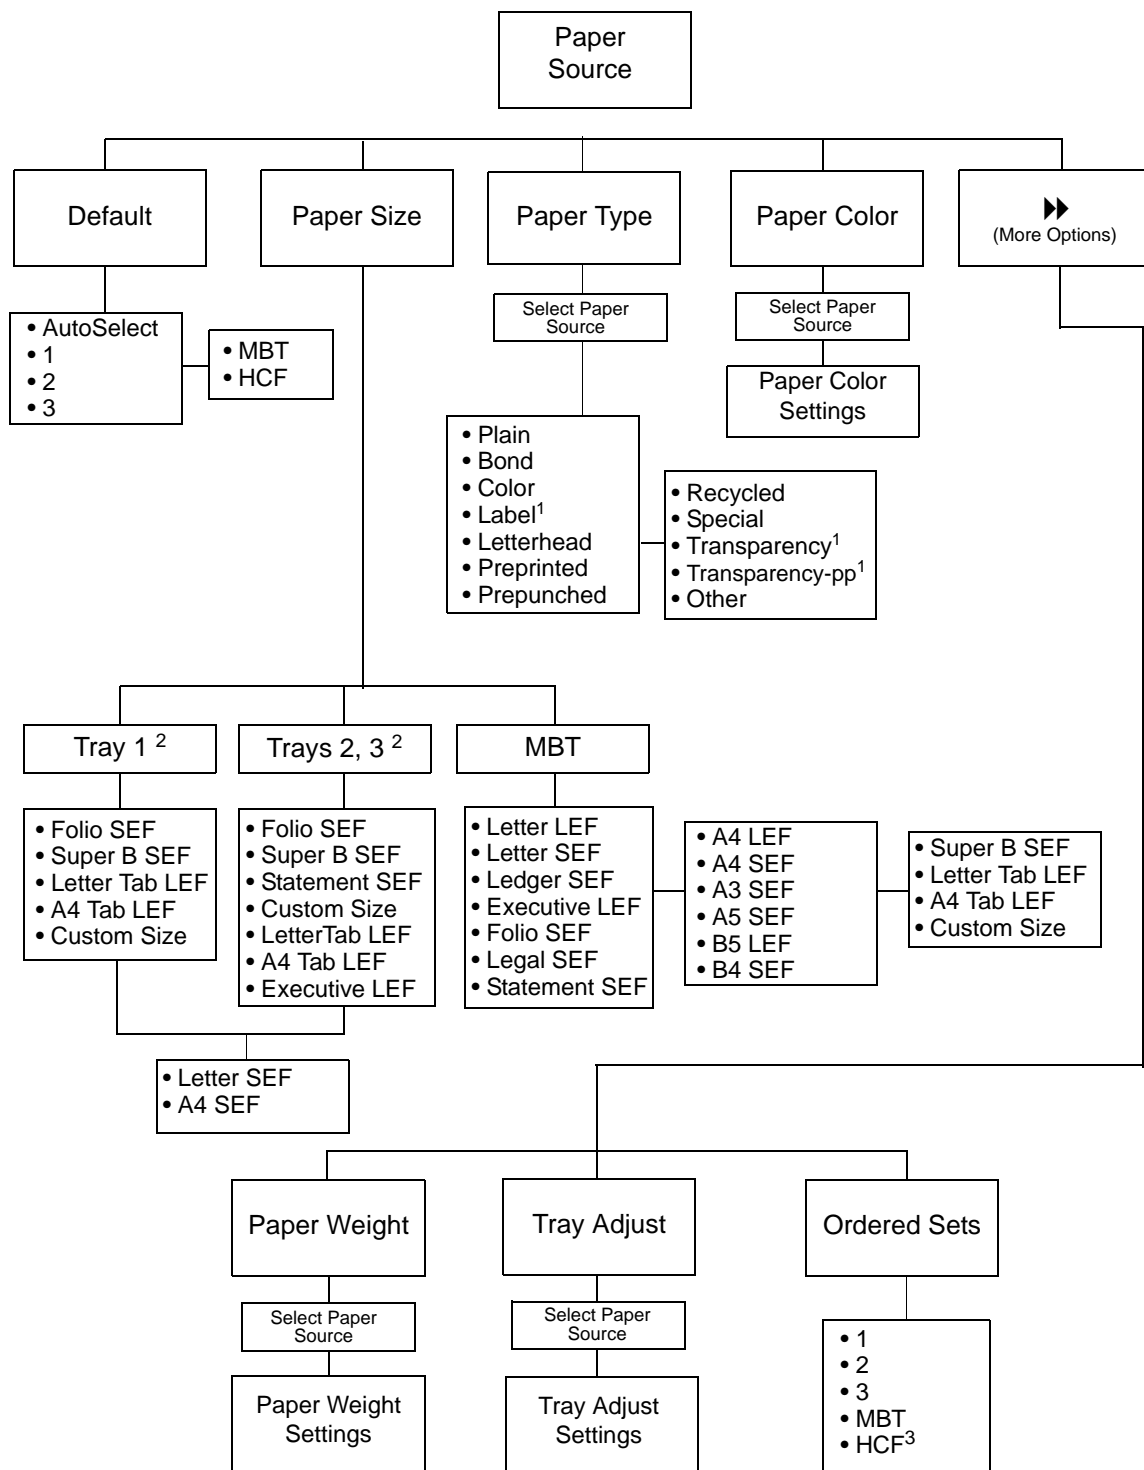 Paper
Source
Default
Paper Size
Paper Type
Paper Color
(More Options)
Select Paper
Source
Select Paper
Source
• AutoSelect
• 1
• 2
• 3
• MBT
• HCF
Paper Color
Settings
• Plain
• Bond
• Color
• Label1
• Letterhead
• Preprinted
• Prepunched
• Recycled
• Special
• Transparency1
• Transparency-pp1
• Other
Tray 1 2
Trays 2, 3 2
MBT
• Folio SEF
• Super B SEF
• Letter Tab LEF
• A4 Tab LEF
• Custom Size
• Folio SEF
• Super B SEF
• Statement SEF
• Custom Size
• LetterTab LEF
• A4 Tab LEF
• Executive LEF
• Letter LEF
• Letter SEF
• Ledger SEF
• Executive LEF
• Folio SEF
• Legal SEF
• Statement SEF
• A4 LEF
• A4 SEF
• A3 SEF
• A5 SEF
• B5 LEF
• B4 SEF
• Super B SEF
• Letter Tab LEF
• A4 Tab LEF
• Custom Size
• Letter SEF
• A4 SEF
Paper Weight
Tray Adjust
Ordered Sets
Select Paper
Source
Select Paper
Source
Paper Weight
Settings
Tray Adjust
Settings
• 1
• 2
• 3
• MBT
• HCF3